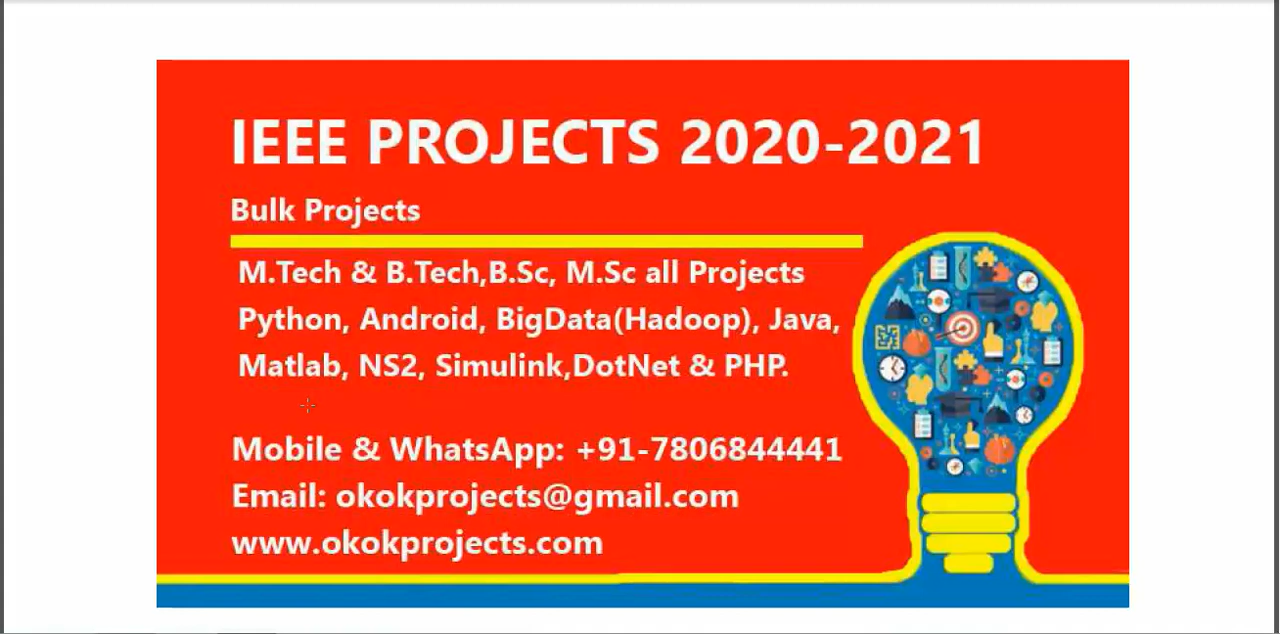 IEEE PROJECTS 2020-2021
Bulk Projects
M.Tech & B.Tech,B.Sc, M.Sc all Projects
Python, Android, BigData(Hadoop), Java,
Matlab, NS2, Simulink,DotNet & PHP.
Mobile & WhatsApp: +91-7806844441
Email: okokprojects@gmail.com
www.okokprojects.com